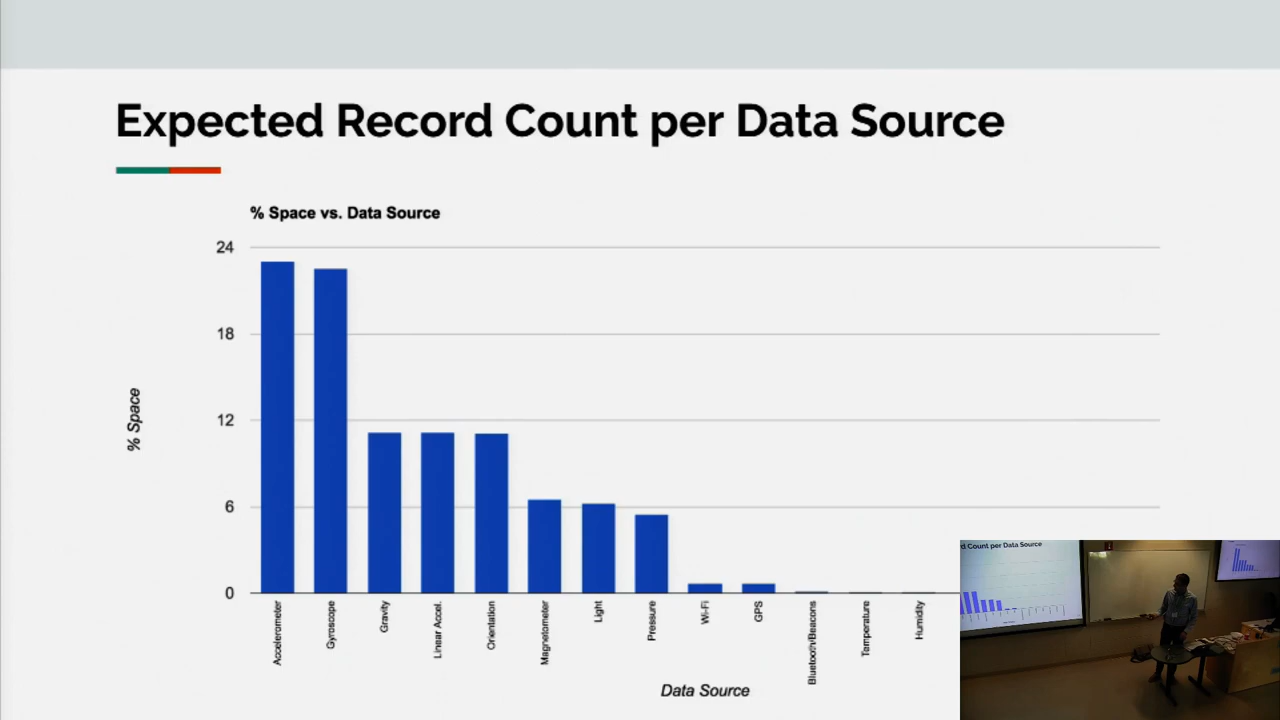 Expected Record Count per Data Source
% Space vs. Data Source
24
18
12
6
0
% Space
Accelerometer
Gyroscope
Gravity
Linear Accel.
Orientation
Magnetometer
Light
Pressure
Wi-Fi
GPS
Bluetooth/Beacons
Temperature
Humidity
Data Source
rd Count per Data Source